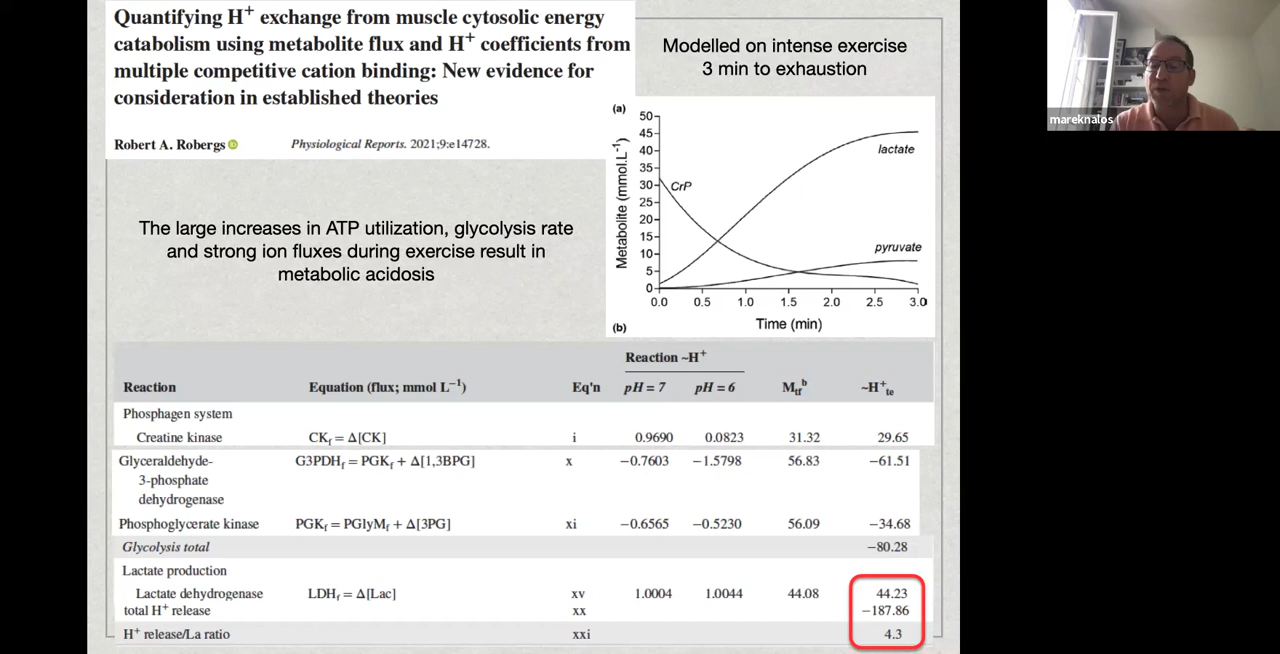 Quantifying H⁺ exchange from muscle cytosolic energy
catabolism using metabolite flux and H⁺ coefficients from
multiple competitive cation binding: New evidence for
consideration in established theories
Robert A. Robergs
Physiological Reports. 2021;9:e14728.
Modelled on intense exercise
3 min to exhaustion
mareknalos
The large increases in ATP utilization, glycolysis rate
and strong ion fluxes during exercise result in
metabolic acidosis
(a)
Metabolite (mmol.L⁻¹)
50
45
40
35
30
25
20
15
10
5
0
CrP
lactate
pyruvate
0.0 0.5 1.0 1.5 2.0 2.5 3.0
Time (min)
(b)
Reaction ~H⁺
Reaction Equation (flux; mmol L⁻¹) Eq'n pH = 7 pH = 6 Mtfᵇ ~H⁺te
Phosphagen system
Creatine kinase CKf = Δ[CK] i 0.9690 0.0823 31.32 29.65
Glyceraldehyde- G3PDHf = PGKf + Δ[1,3BPG] x −0.7603 −1.5798 56.83 −61.51
3-phosphate
dehydrogenase
Phosphoglycerate kinase PGKf = PGlyMf + Δ[3PG] xi −0.6565 −0.5230 56.09 −34.68
Glycolysis total −80.28
Lactate production
Lactate dehydrogenase LDHf = Δ[Lac] xv 1.0004 1.0044 44.08 44.23
total H⁺ release xx −187.86
H⁺ release/La ratio xxi 4.3